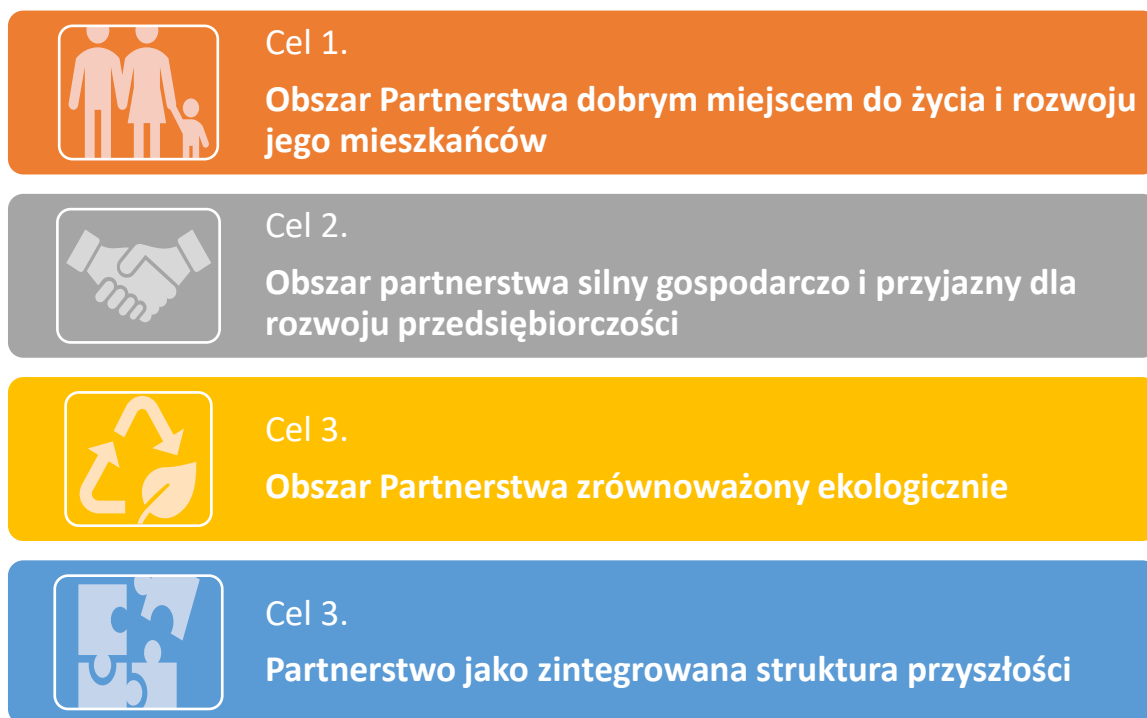 Cel 1.
Obszar Partnerstwa dobrym miejscem do życia i rozwoju
jego mieszkańców
Cel 2.
Obszar partnerstwa silny gospodarczo i przyjazny dla
rozwoju przedsiębiorczości
Cel 3.
Obszar Partnerstwa zrównoważony ekologicznie
Cel 3.
Partnerstwo jako zintegrowana struktura przyszłości